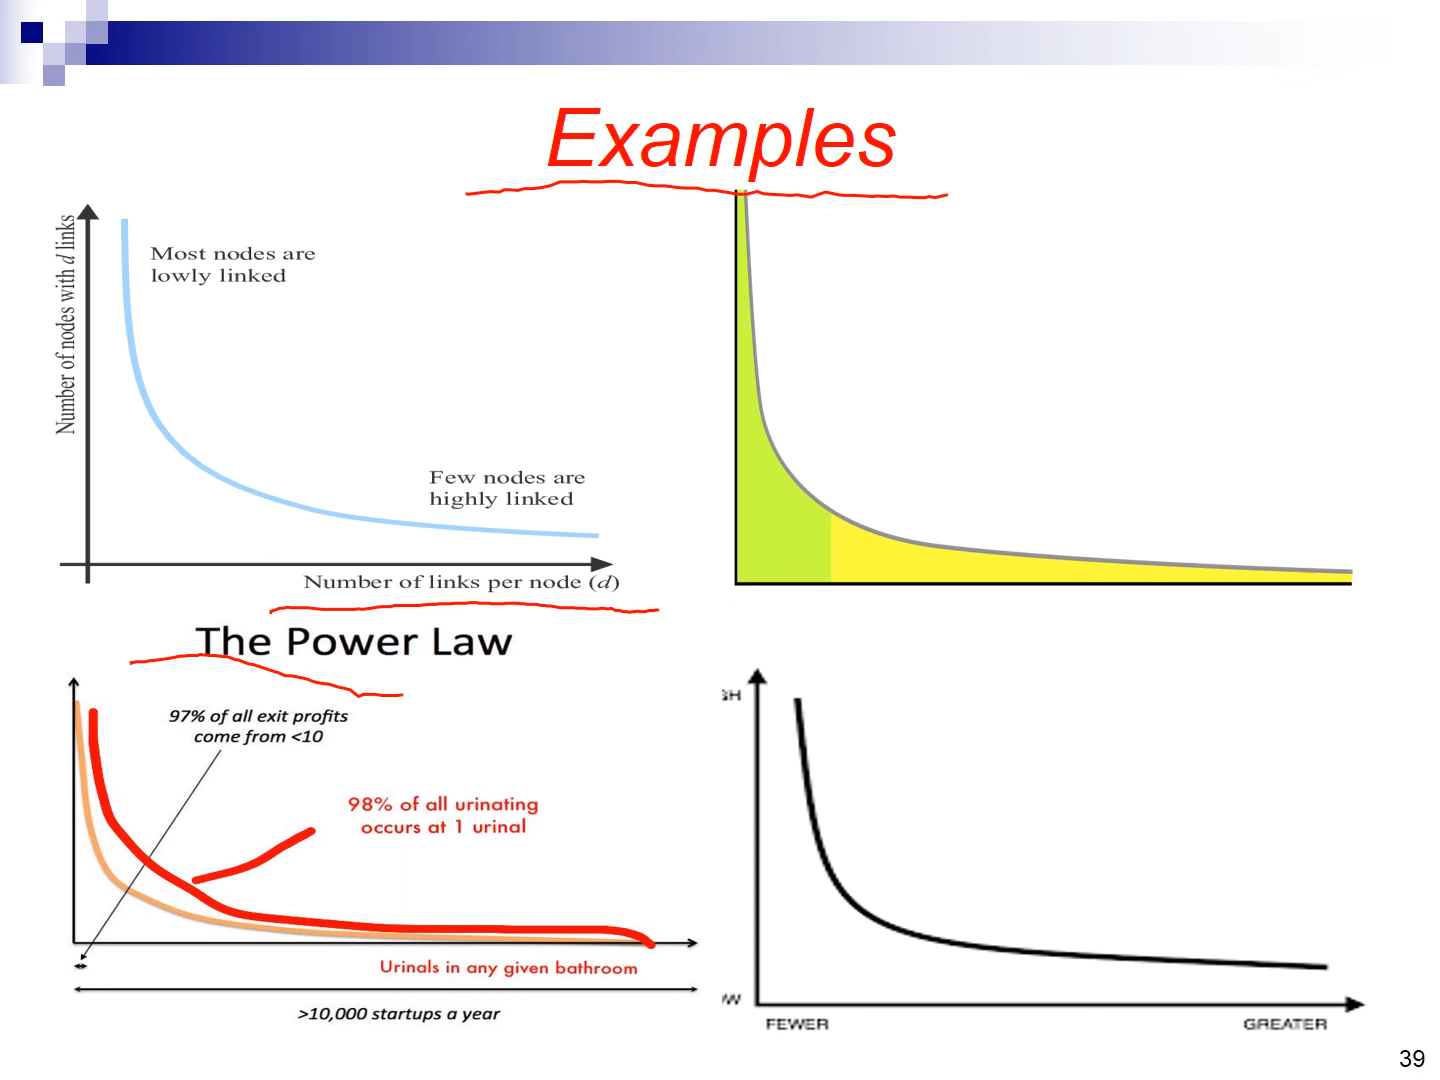 Examples
Number of nodes with d links
Most nodes are
lowly linked
Few nodes are
highly linked
Number of links per node (d)
The Power Law
97% of all exit profits
come from <10
98% of all urinating
occurs at 1 urinal
Urinals in any given bathroom
>10,000 startups a year
FEWER
GREATER
39